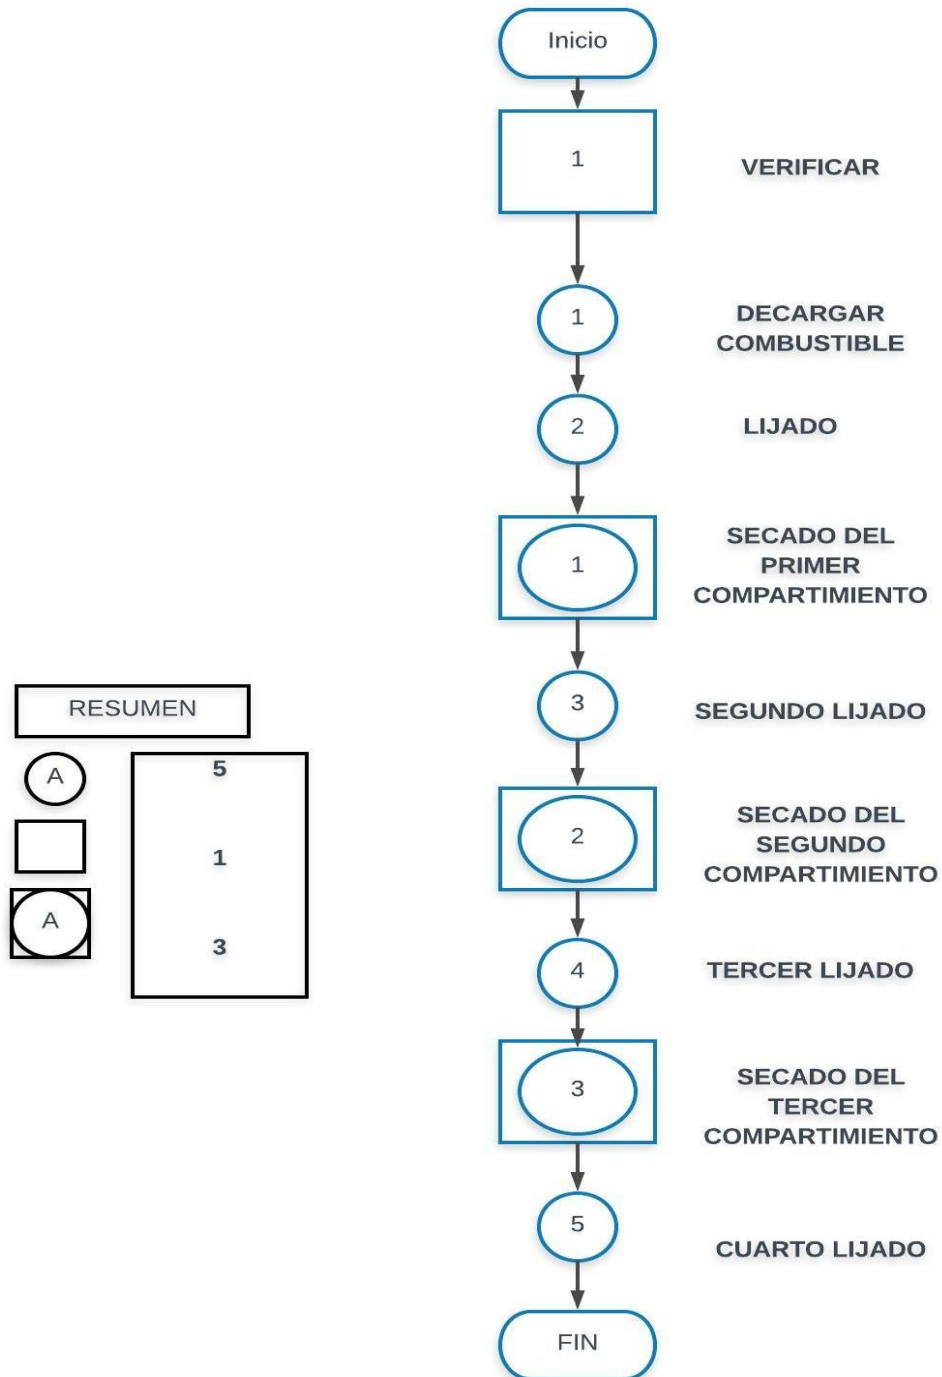 Inicio
1
VERIFICAR
1
DECARGAR
COMBUSTIBLE
2
LIJADO
1
SECADO DEL
PRIMER
COMPARTIMIENTO
3
SEGUNDO LIJADO
2
SECADO DEL
SEGUNDO
COMPARTIMIENTO
4
TERCER LIJADO
3
SECADO DEL
TERCER
COMPARTIMIENTO
5
CUARTO LIJADO
FIN
RESUMEN
A
5
1
A
3